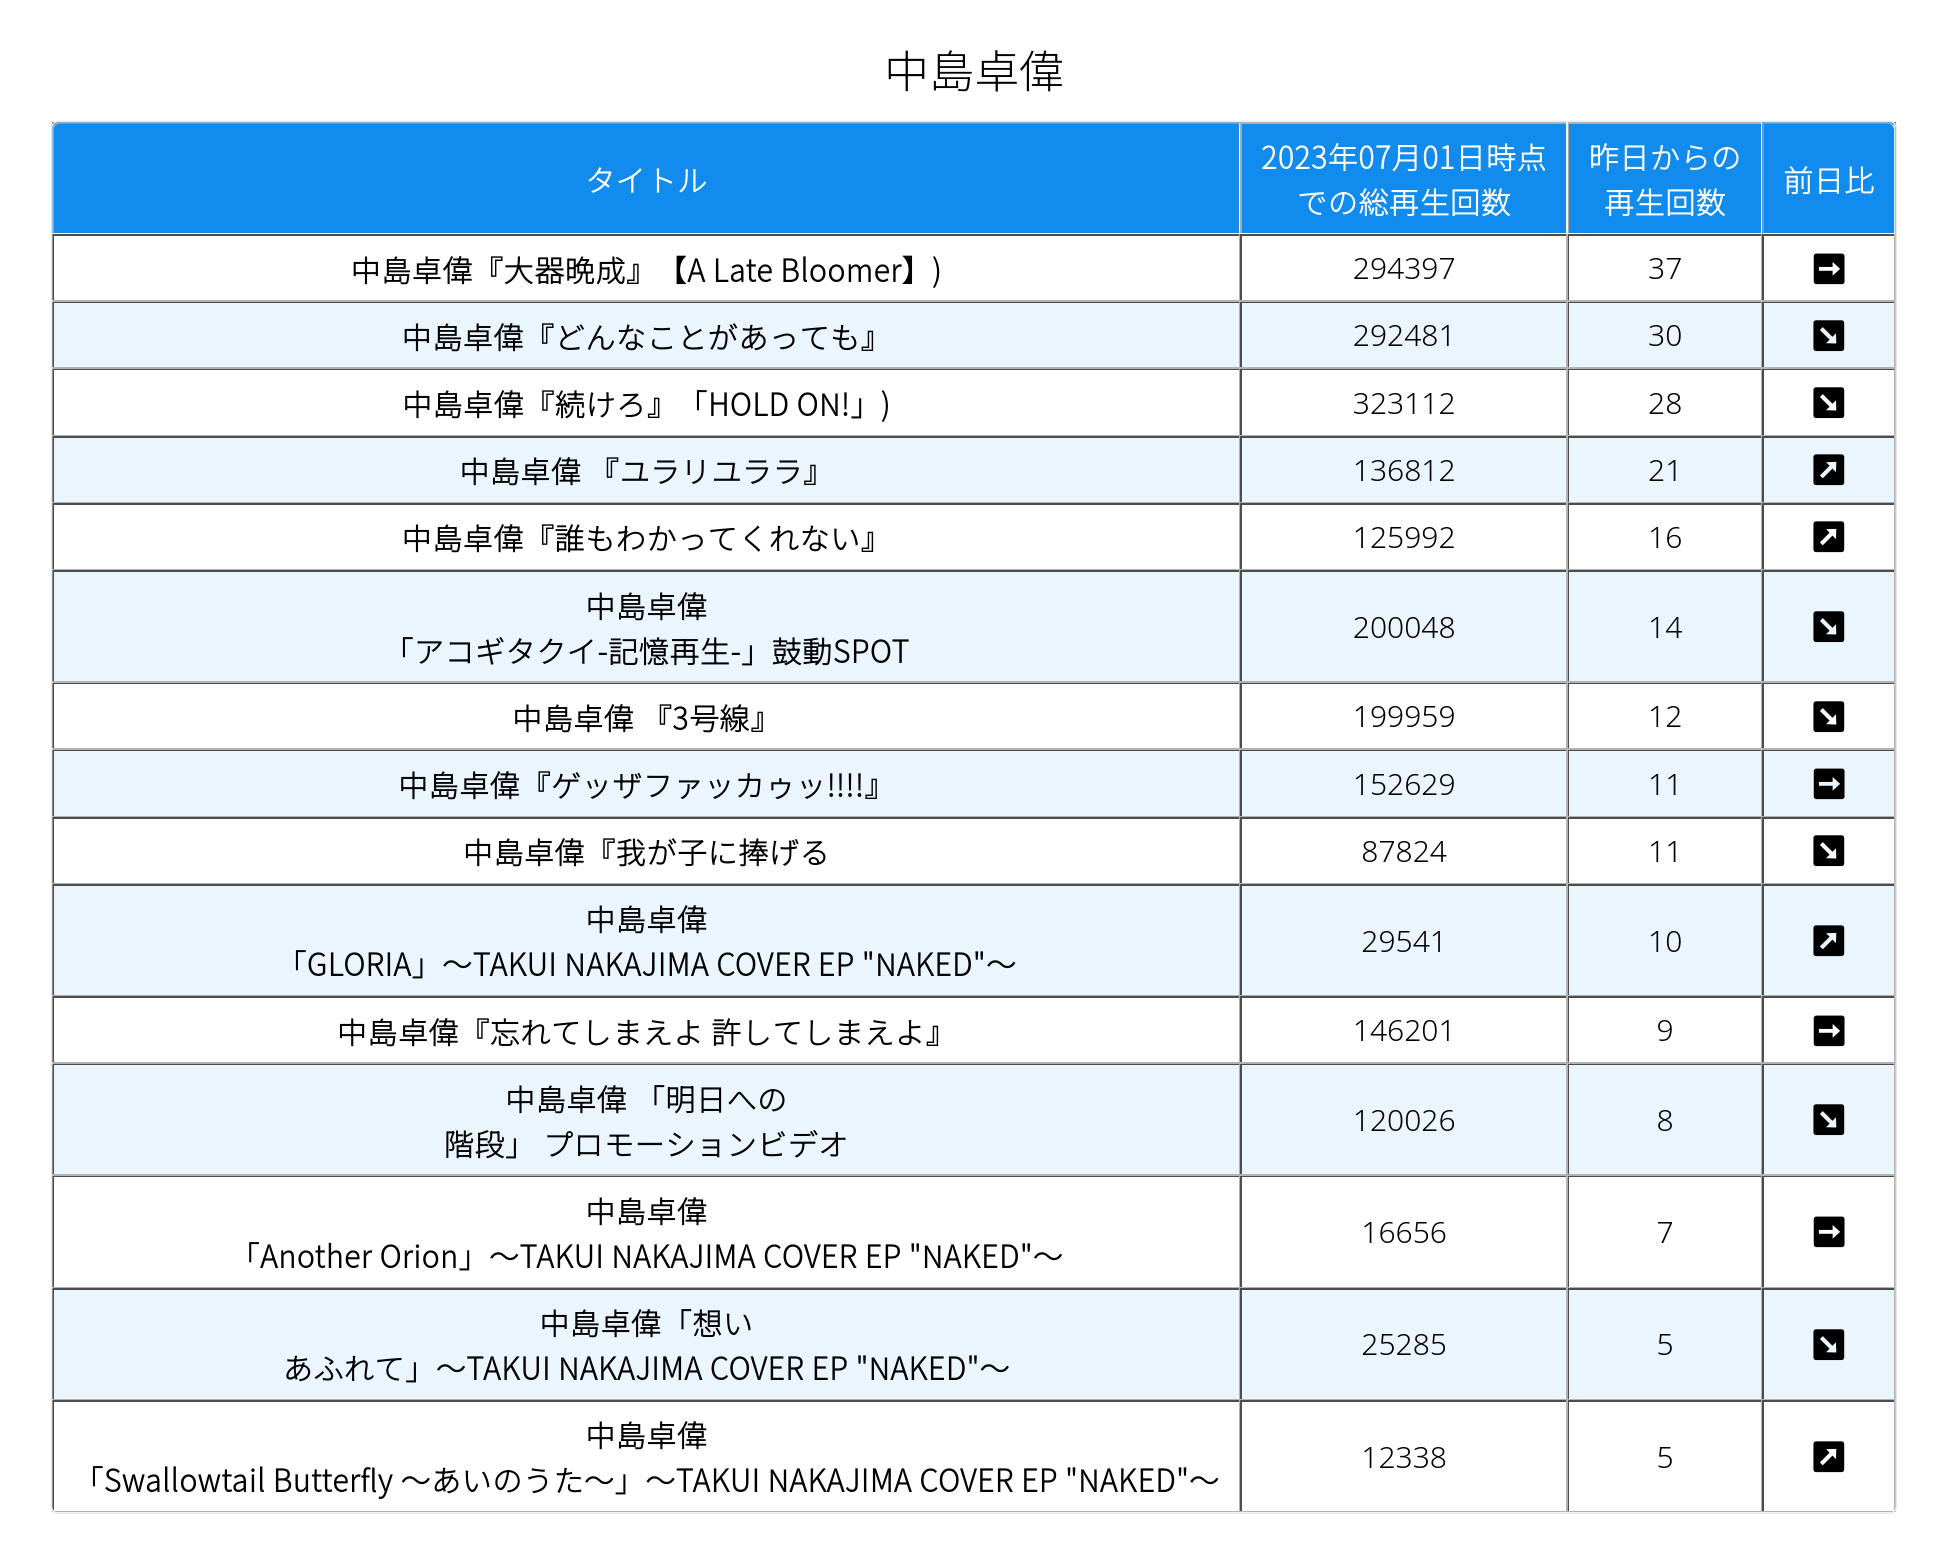 中島卓偉
タイトル
2023年07月01日時点
での総再生回数
昨日からの
再生回数
前日比
中島卓偉『大器晩成』【A Late Bloomer】)
294397
37
中島卓偉『どんなことがあっても』
292481
30
中島卓偉『続けろ』「HOLD ON!」)
323112
28
中島卓偉 『ユラリユララ』
136812
21
中島卓偉『誰もわかってくれない』
125992
16
中島卓偉
「アコギタクイ-記憶再生-」鼓動SPOT
200048
14
中島卓偉 『3号線』
199959
12
中島卓偉『ゲッザファッカゥッ!!!!』
152629
11
中島卓偉『我が子に捧げる
87824
11
中島卓偉
「GLORIA」～TAKUI NAKAJIMA COVER EP "NAKED"～
29541
10
中島卓偉『忘れてしまえよ 許してしまえよ』
146201
9
中島卓偉 「明日への
階段」 プロモーションビデオ
120026
8
中島卓偉
「Another Orion」～TAKUI NAKAJIMA COVER EP "NAKED"～
16656
7
中島卓偉「想い
あふれて」～TAKUI NAKAJIMA COVER EP "NAKED"～
25285
5
中島卓偉
「Swallowtail Butterfly ～あいのうた～」～TAKUI NAKAJIMA COVER EP "NAKED"～
12338
5